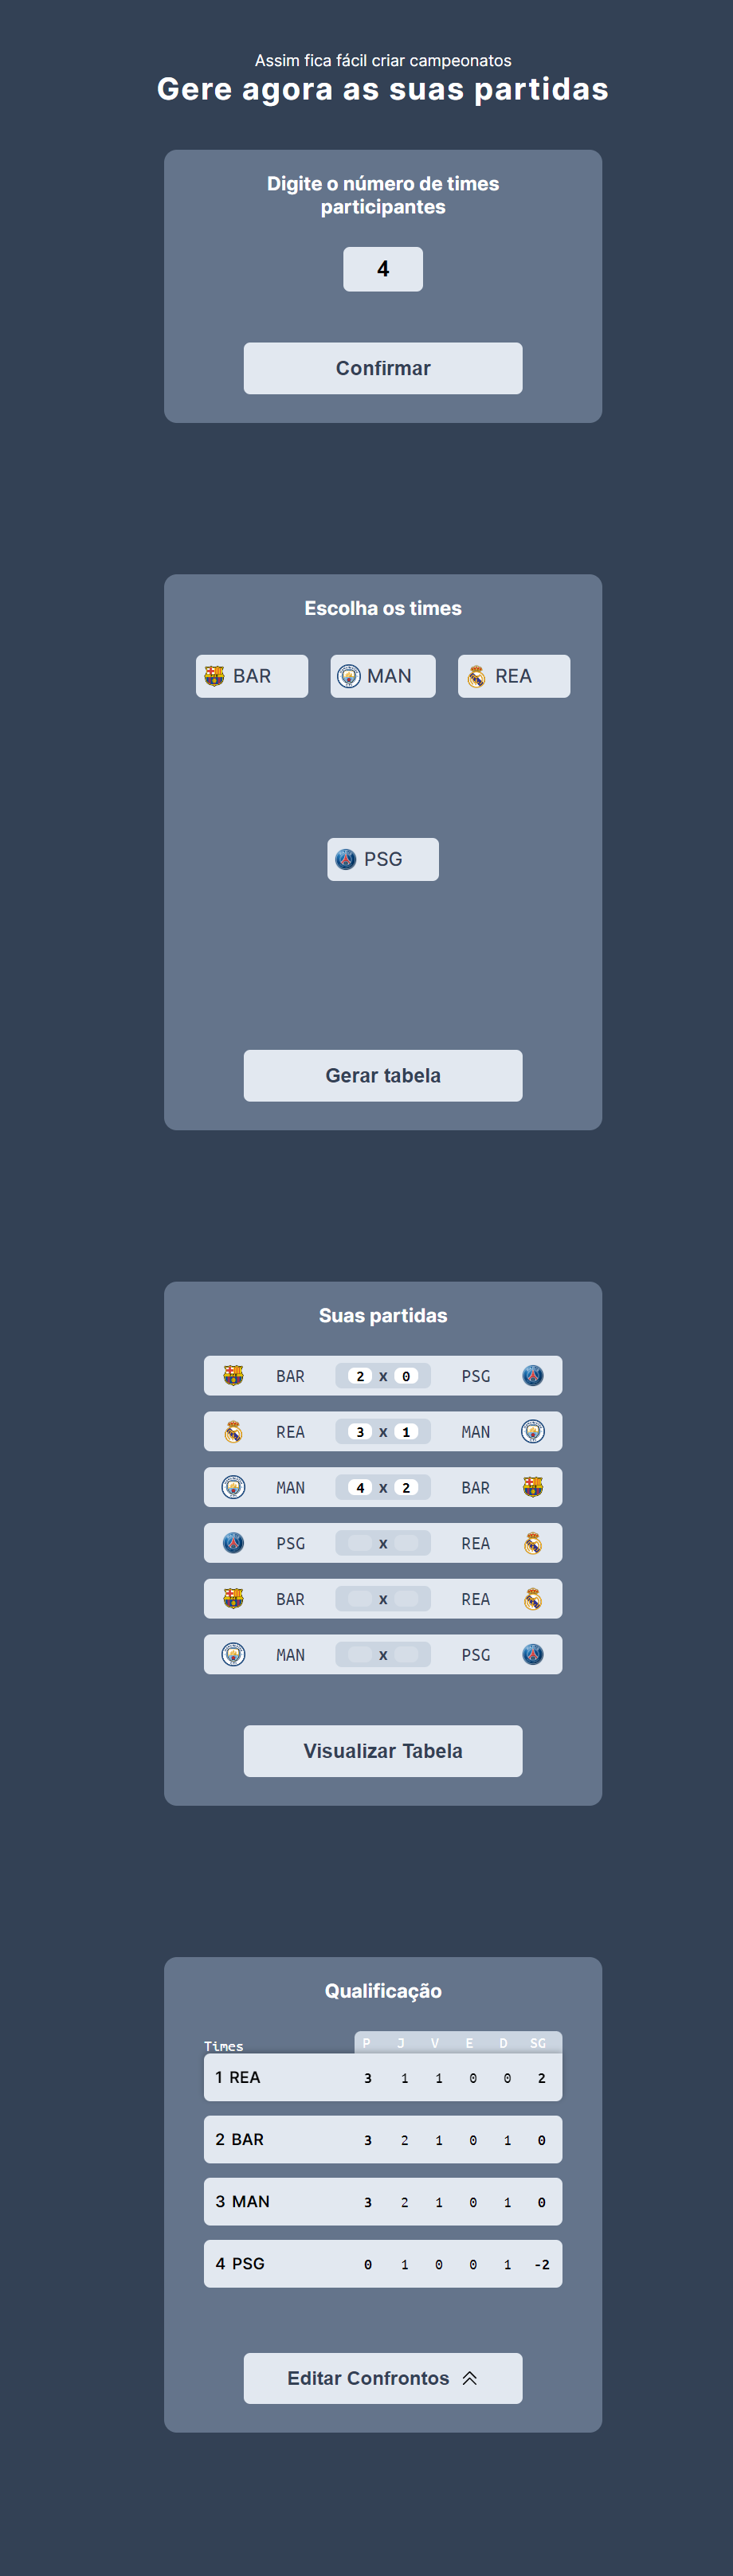 Assim fica fácil criar campeonatos
Gere agora as suas partidas
Digite o número de times
participantes
4
Confirmar
Escolha os times
BAR MAN REA
PSG
Gerar tabela
Suas partidas
BAR 2 x 0 PSG
REA 3 x 1 MAN
MAN 4 x 2 BAR
PSG x REA
BAR x REA
MAN x PSG
Visualizar Tabela
Qualificação
Times P J V E D SG
1 REA 3 1 1 0 0 2
2 BAR 3 2 1 0 1 0
3 MAN 3 2 1 0 1 0
4 PSG 0 1 0 0 1 -2
Editar Confrontos